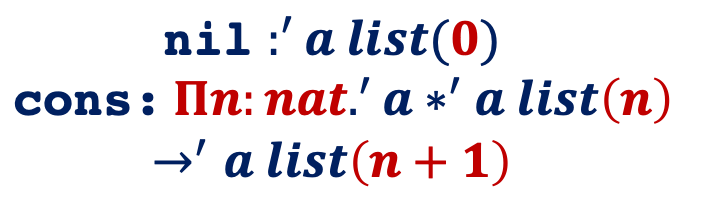 nil :′ a list(0)
cons: Πn: nat.′ a ∗′ a list(n)
→′ a list(n + 1)